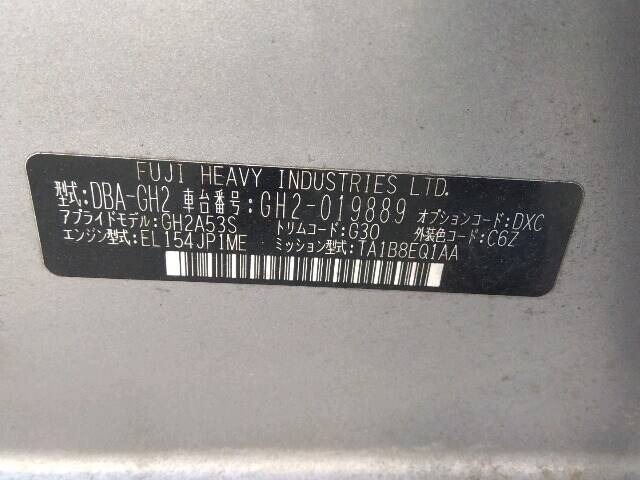 FUJI HEAVY INDUSTRIES LTD.
型式:DBA-GH2 車台番号:GH2-019889 オプションコード:DXC
アプライドモデル:GH2A53S トリムコード:G30 外装色コード:C6Z
エンジン型式:EL154JP1ME ミッション型式:TA1B8EQ1AA